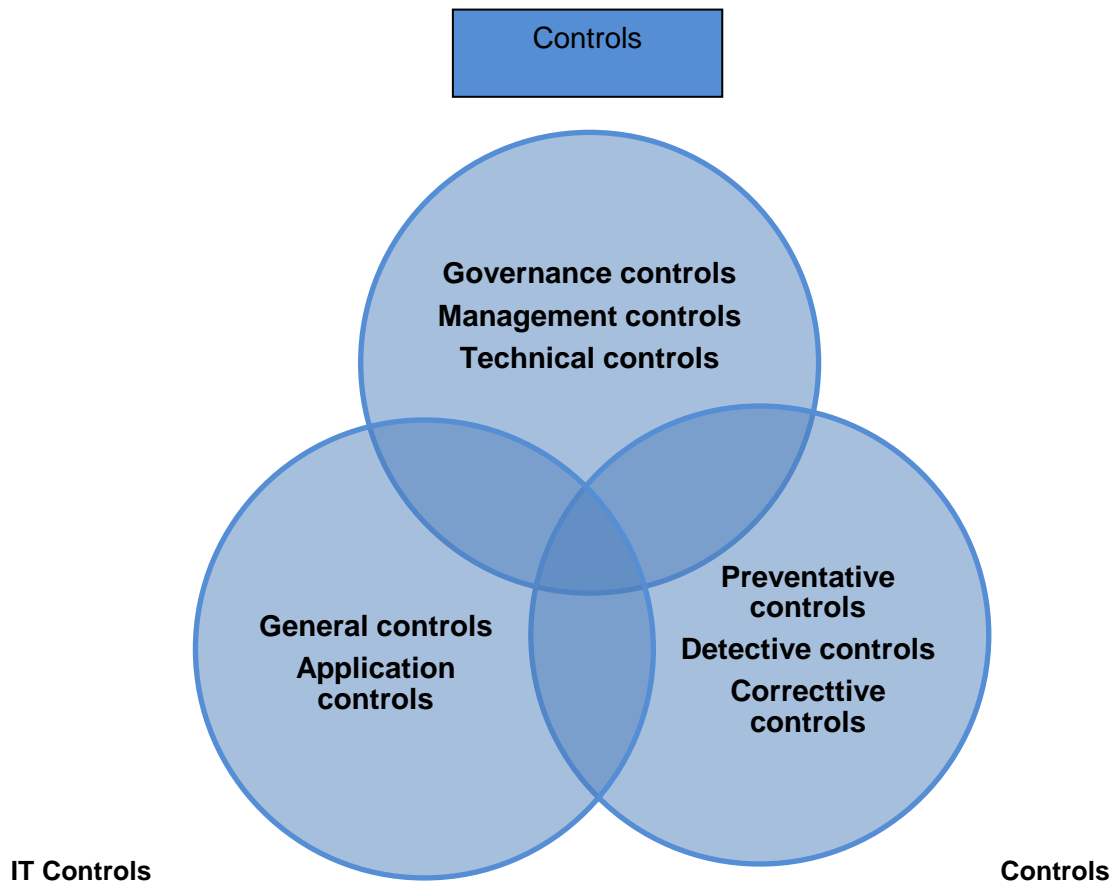 Controls
Governance controls
Management controls
Technical controls
General controls
Application
controls
Preventative
controls
Detective controls
Correcttive
controls
IT Controls
Controls